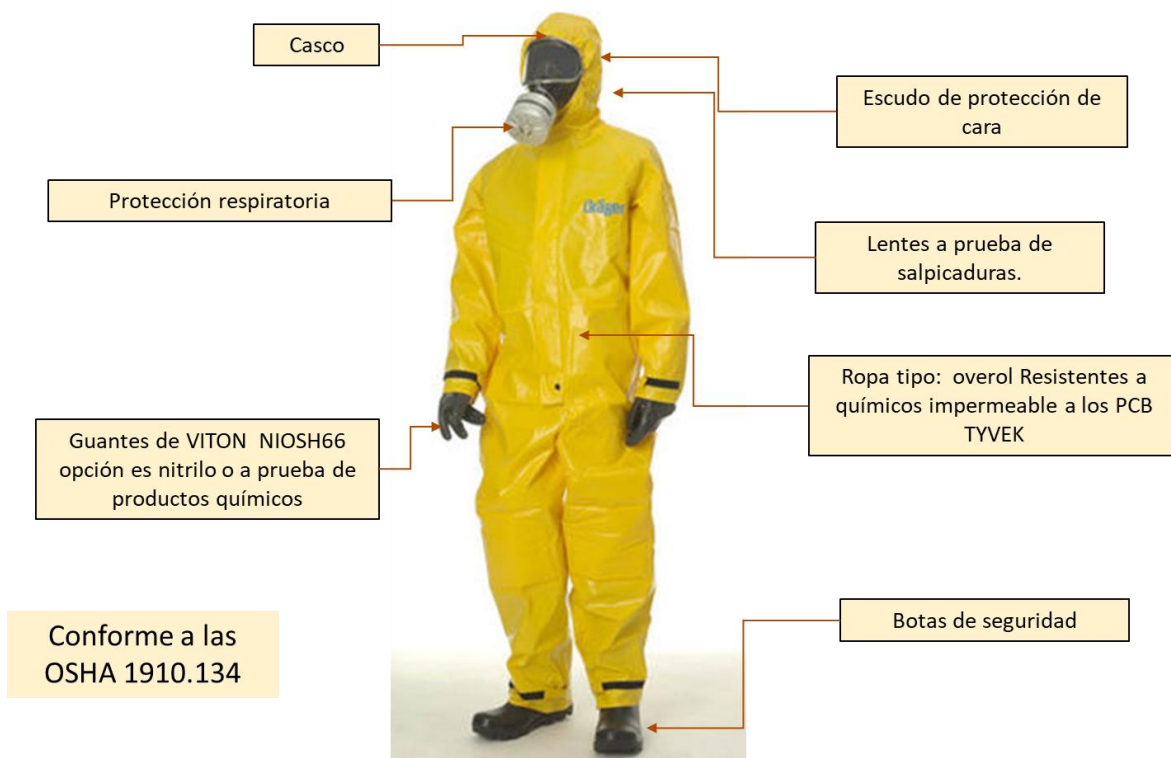 Casco
Escudo de protección de
cara
Protección respiratoria
Dräger
Lentes a prueba de
salpicaduras.
Ropa tipo:  overol Resistentes a
químicos impermeable a los PCB
TYVEK
Guantes de VITON  NIOSH66
opción es nitrilo o a prueba de
productos químicos
Botas de seguridad
Conforme a las
OSHA 1910.134